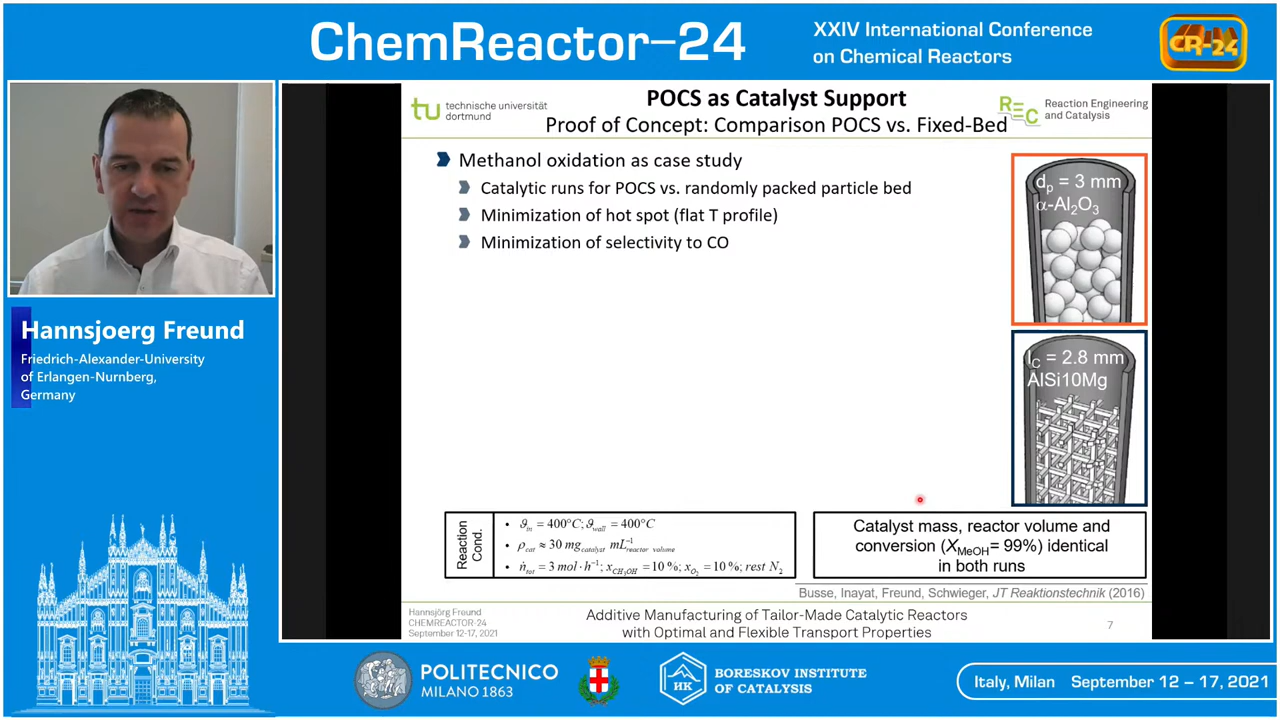 ChemReactor–24
XXIV International Conference
on Chemical Reactors
CR-24
tu technische universität
dortmund
POCS as Catalyst Support
Proof of Concept: Comparison POCS vs. Fixed-Bed
REC Reaction Engineering
and Catalysis
Methanol oxidation as case study
Catalytic runs for POCS vs. randomly packed particle bed
Minimization of hot spot (flat T profile)
Minimization of selectivity to CO
dp = 3 mm
α-Al2O3
lC = 2.8 mm
AlSi10Mg
Hannsjoerg Freund
Friedrich-Alexander-University
of Erlangen-Nurnberg,
Germany
Reaction
Cond.
• ϑin = 400°C; ϑwall = 400°C
• ρcat ≈ 30 mgcatalyst mL⁻¹reactor volume
• ṅtot = 3 mol·h⁻¹; xCH3OH = 10 %; xO2 = 10 %; rest N2
Catalyst mass, reactor volume and
conversion (XMeOH= 99%) identical
in both runs
Busse, Inayat, Freund, Schwieger, JT Reaktionstechnik (2016)
Hannsjörg Freund
CHEMREACTOR-24
September 12-17, 2021
Additive Manufacturing of Tailor-Made Catalytic Reactors
with Optimal and Flexible Transport Properties
7
POLITECNICO
MILANO 1863
НК
BORESKOV INSTITUTE
OF CATALYSIS
Italy, Milan September 12 – 17, 2021